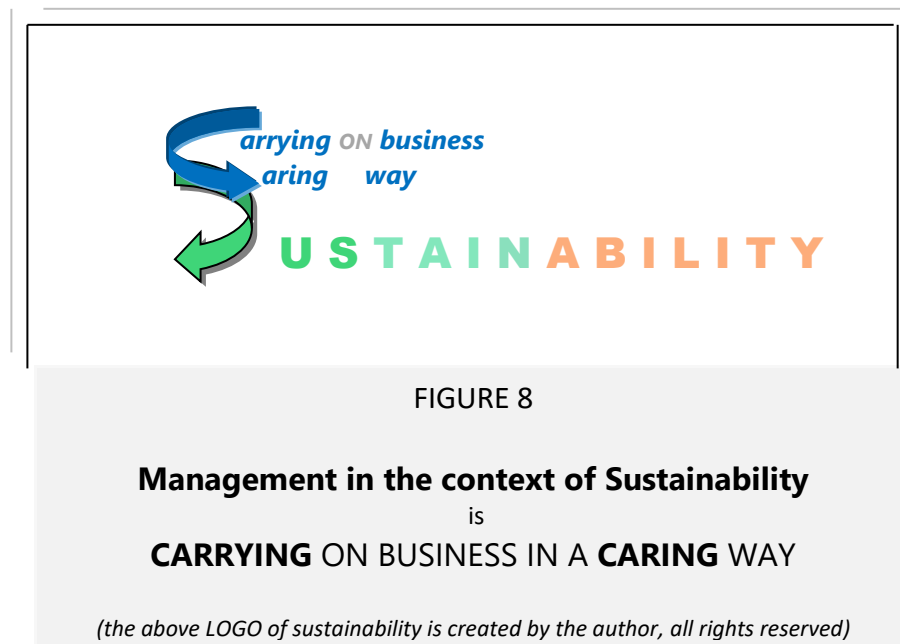 arrying ON business
aring way
USTAINABILITY
FIGURE 8
Management in the context of Sustainability
is
CARRYING ON BUSINESS IN A CARING WAY
(the above LOGO of sustainability is created by the author, all rights reserved)